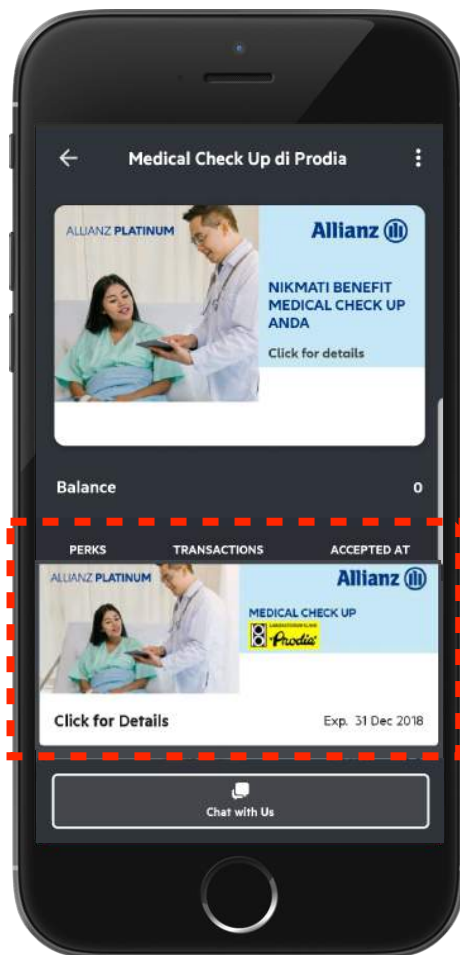 Medical Check Up di Prodia
ALLIANZ PLATINUM
Allianz
NIKMATI BENEFIT
MEDICAL CHECK UP
ANDA
Click for details
Balance 0
PERKS TRANSACTIONS ACCEPTED AT
ALLIANZ PLATINUM
Allianz
MEDICAL CHECK UP
LABORATORIUM KLINIK
Prodia
Click for Details Exp. 31 Dec 2018
Chat with Us